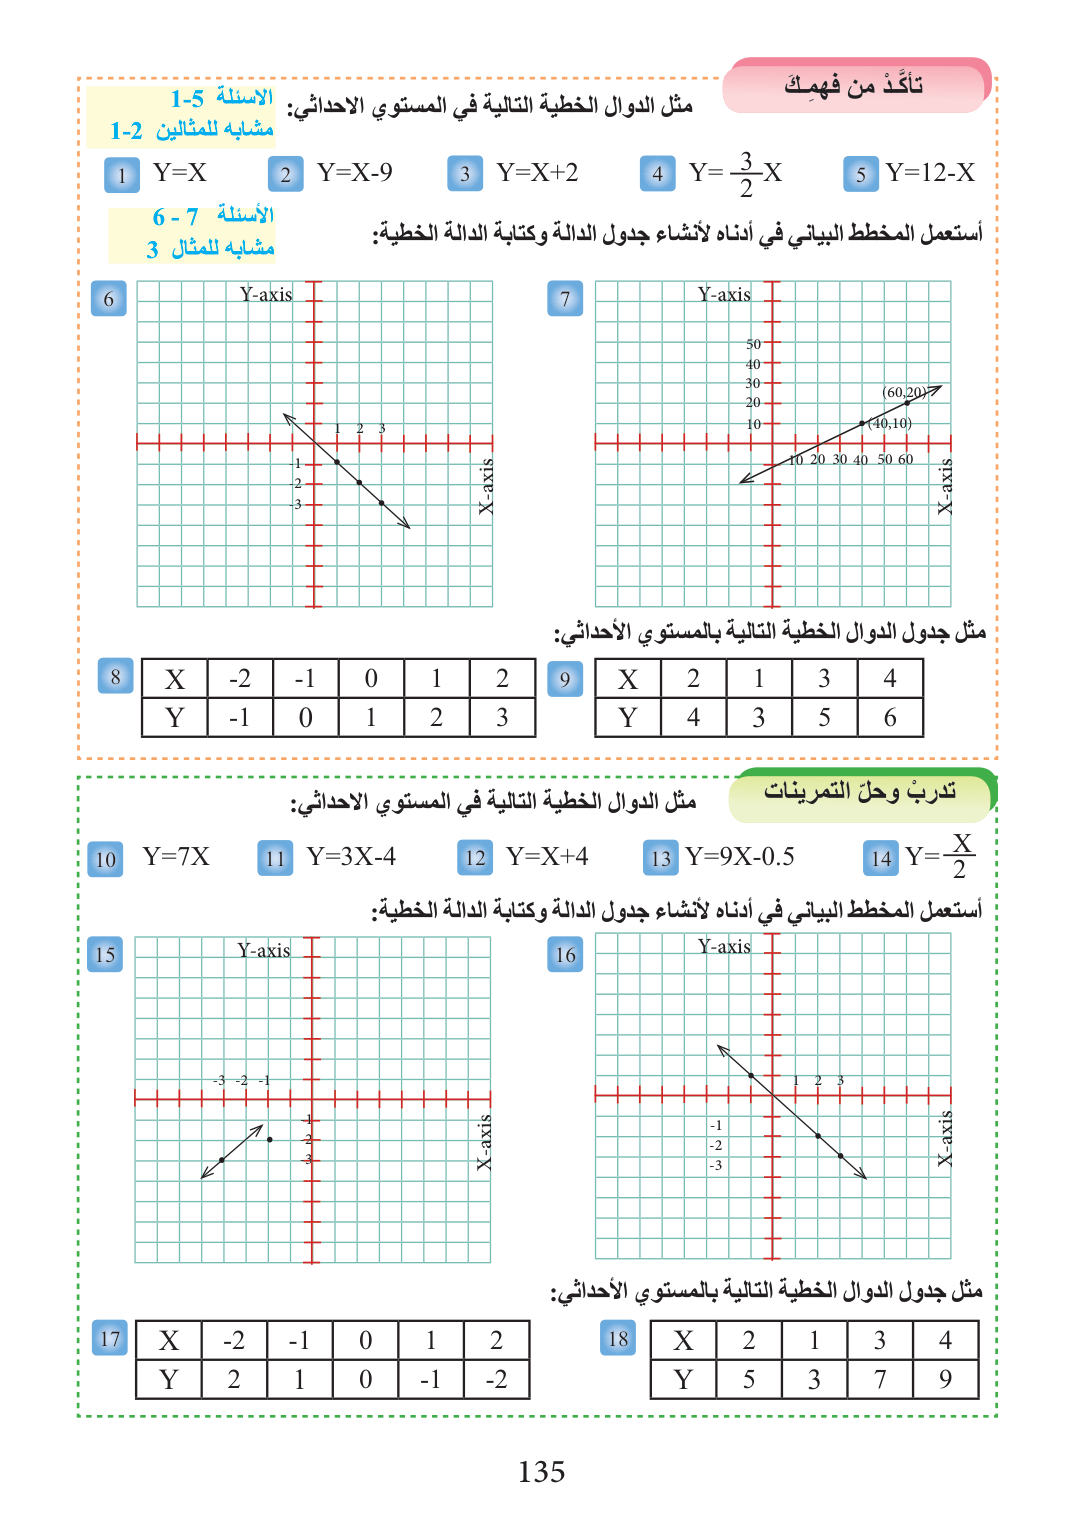 تأكَّدْ من فهمِكَ
مثل الدوال الخطية التالية في المستوي الاحداثي:
الاسئلة 5-1
مشابه للمثالين 2-1
1 Y=X 2 Y=X-9 3 Y=X+2 4 Y= 3/2 X 5 Y=12-X
أستعمل المخطط البياني في أدناه لأنشاء جدول الدالة وكتابة الدالة الخطية:
الأسئلة 7 - 6
مشابه للمثال 3
6 Y-axis
1 2 3
-1
-2
-3
X-axis
7 Y-axis
50
40
30
20
10
(60,20)
(40,10)
10 20 30 40 50 60
X-axis
مثل جدول الدوال الخطية التالية بالمستوي الأحداثي:
8 X -2 -1 0 1 2
Y -1 0 1 2 3
9 X 2 1 3 4
Y 4 3 5 6
تدربْ وحلّ التمرينات
مثل الدوال الخطية التالية في المستوي الاحداثي:
10 Y=7X 11 Y=3X-4 12 Y=X+4 13 Y=9X-0.5 14 Y= X/2
أستعمل المخطط البياني في أدناه لأنشاء جدول الدالة وكتابة الدالة الخطية:
15 Y-axis
-3 -2 -1
-1
-2
-3
X-axis
16 Y-axis
1 2 3
-1
-2
-3
X-axis
مثل جدول الدوال الخطية التالية بالمستوي الأحداثي:
17 X -2 -1 0 1 2
Y 2 1 0 -1 -2
18 X 2 1 3 4
Y 5 3 7 9
135